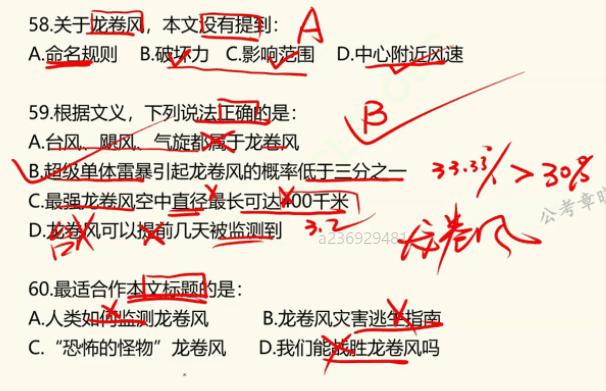 58.关于龙卷风，本文没有提到： A
A.命名规则 B.破坏力 C.影响范围 D.中心附近风速
59.根据文义，下列说法正确的是： B
A.台风、飓风、气旋都属于龙卷风
B.超级单体雷暴引起龙卷风的概率低于三分之一 33.33% > 30%
C.最强龙卷风空中直径最长可达400千米
D.龙卷风可以提前几天被监测到 3.2
a236929481
龙卷风
公考章
60.最适合作本文标题的是：
A.人类如何监测龙卷风 B.龙卷风灾害逃生指南
C.“恐怖的怪物”龙卷风 D.我们能战胜龙卷风吗